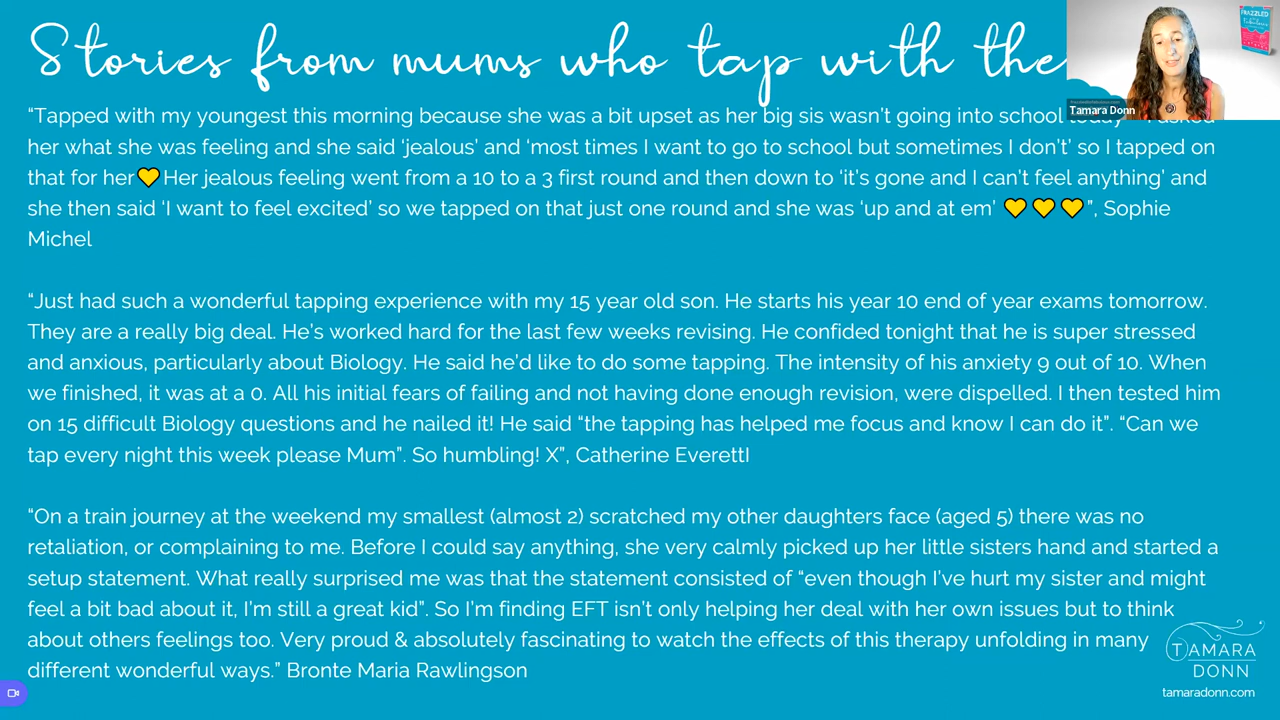 Stories from mums who tap with the
FRAZZLED
Tamara Donn
“Tapped with my youngest this morning because she was a bit upset as her big sis wasn’t going into school today
her what she was feeling and she said ‘jealous’ and ‘most times I want to go to school but sometimes I don’t’ so I tapped on
that for her💛Her jealous feeling went from a 10 to a 3 first round and then down to ‘it’s gone and I can’t feel anything’ and
she then said ‘I want to feel excited’ so we tapped on that just one round and she was ‘up and at em’ 💛💛💛”, Sophie
Michel
“Just had such a wonderful tapping experience with my 15 year old son. He starts his year 10 end of year exams tomorrow.
They are a really big deal. He’s worked hard for the last few weeks revising. He confided tonight that he is super stressed
and anxious, particularly about Biology. He said he’d like to do some tapping. The intensity of his anxiety 9 out of 10. When
we finished, it was at a 0. All his initial fears of failing and not having done enough revision, were dispelled. I then tested him
on 15 difficult Biology questions and he nailed it! He said “the tapping has helped me focus and know I can do it”. “Can we
tap every night this week please Mum”. So humbling! X”, Catherine EverettI
“On a train journey at the weekend my smallest (almost 2) scratched my other daughters face (aged 5) there was no
retaliation, or complaining to me. Before I could say anything, she very calmly picked up her little sisters hand and started a
setup statement. What really surprised me was that the statement consisted of “even though I’ve hurt my sister and might
feel a bit bad about it, I’m still a great kid”. So I’m finding EFT isn’t only helping her deal with her own issues but to think
about others feelings too. Very proud & absolutely fascinating to watch the effects of this therapy unfolding in many
different wonderful ways.” Bronte Maria Rawlingson
TAMARA
DONN
tamaradonn.com